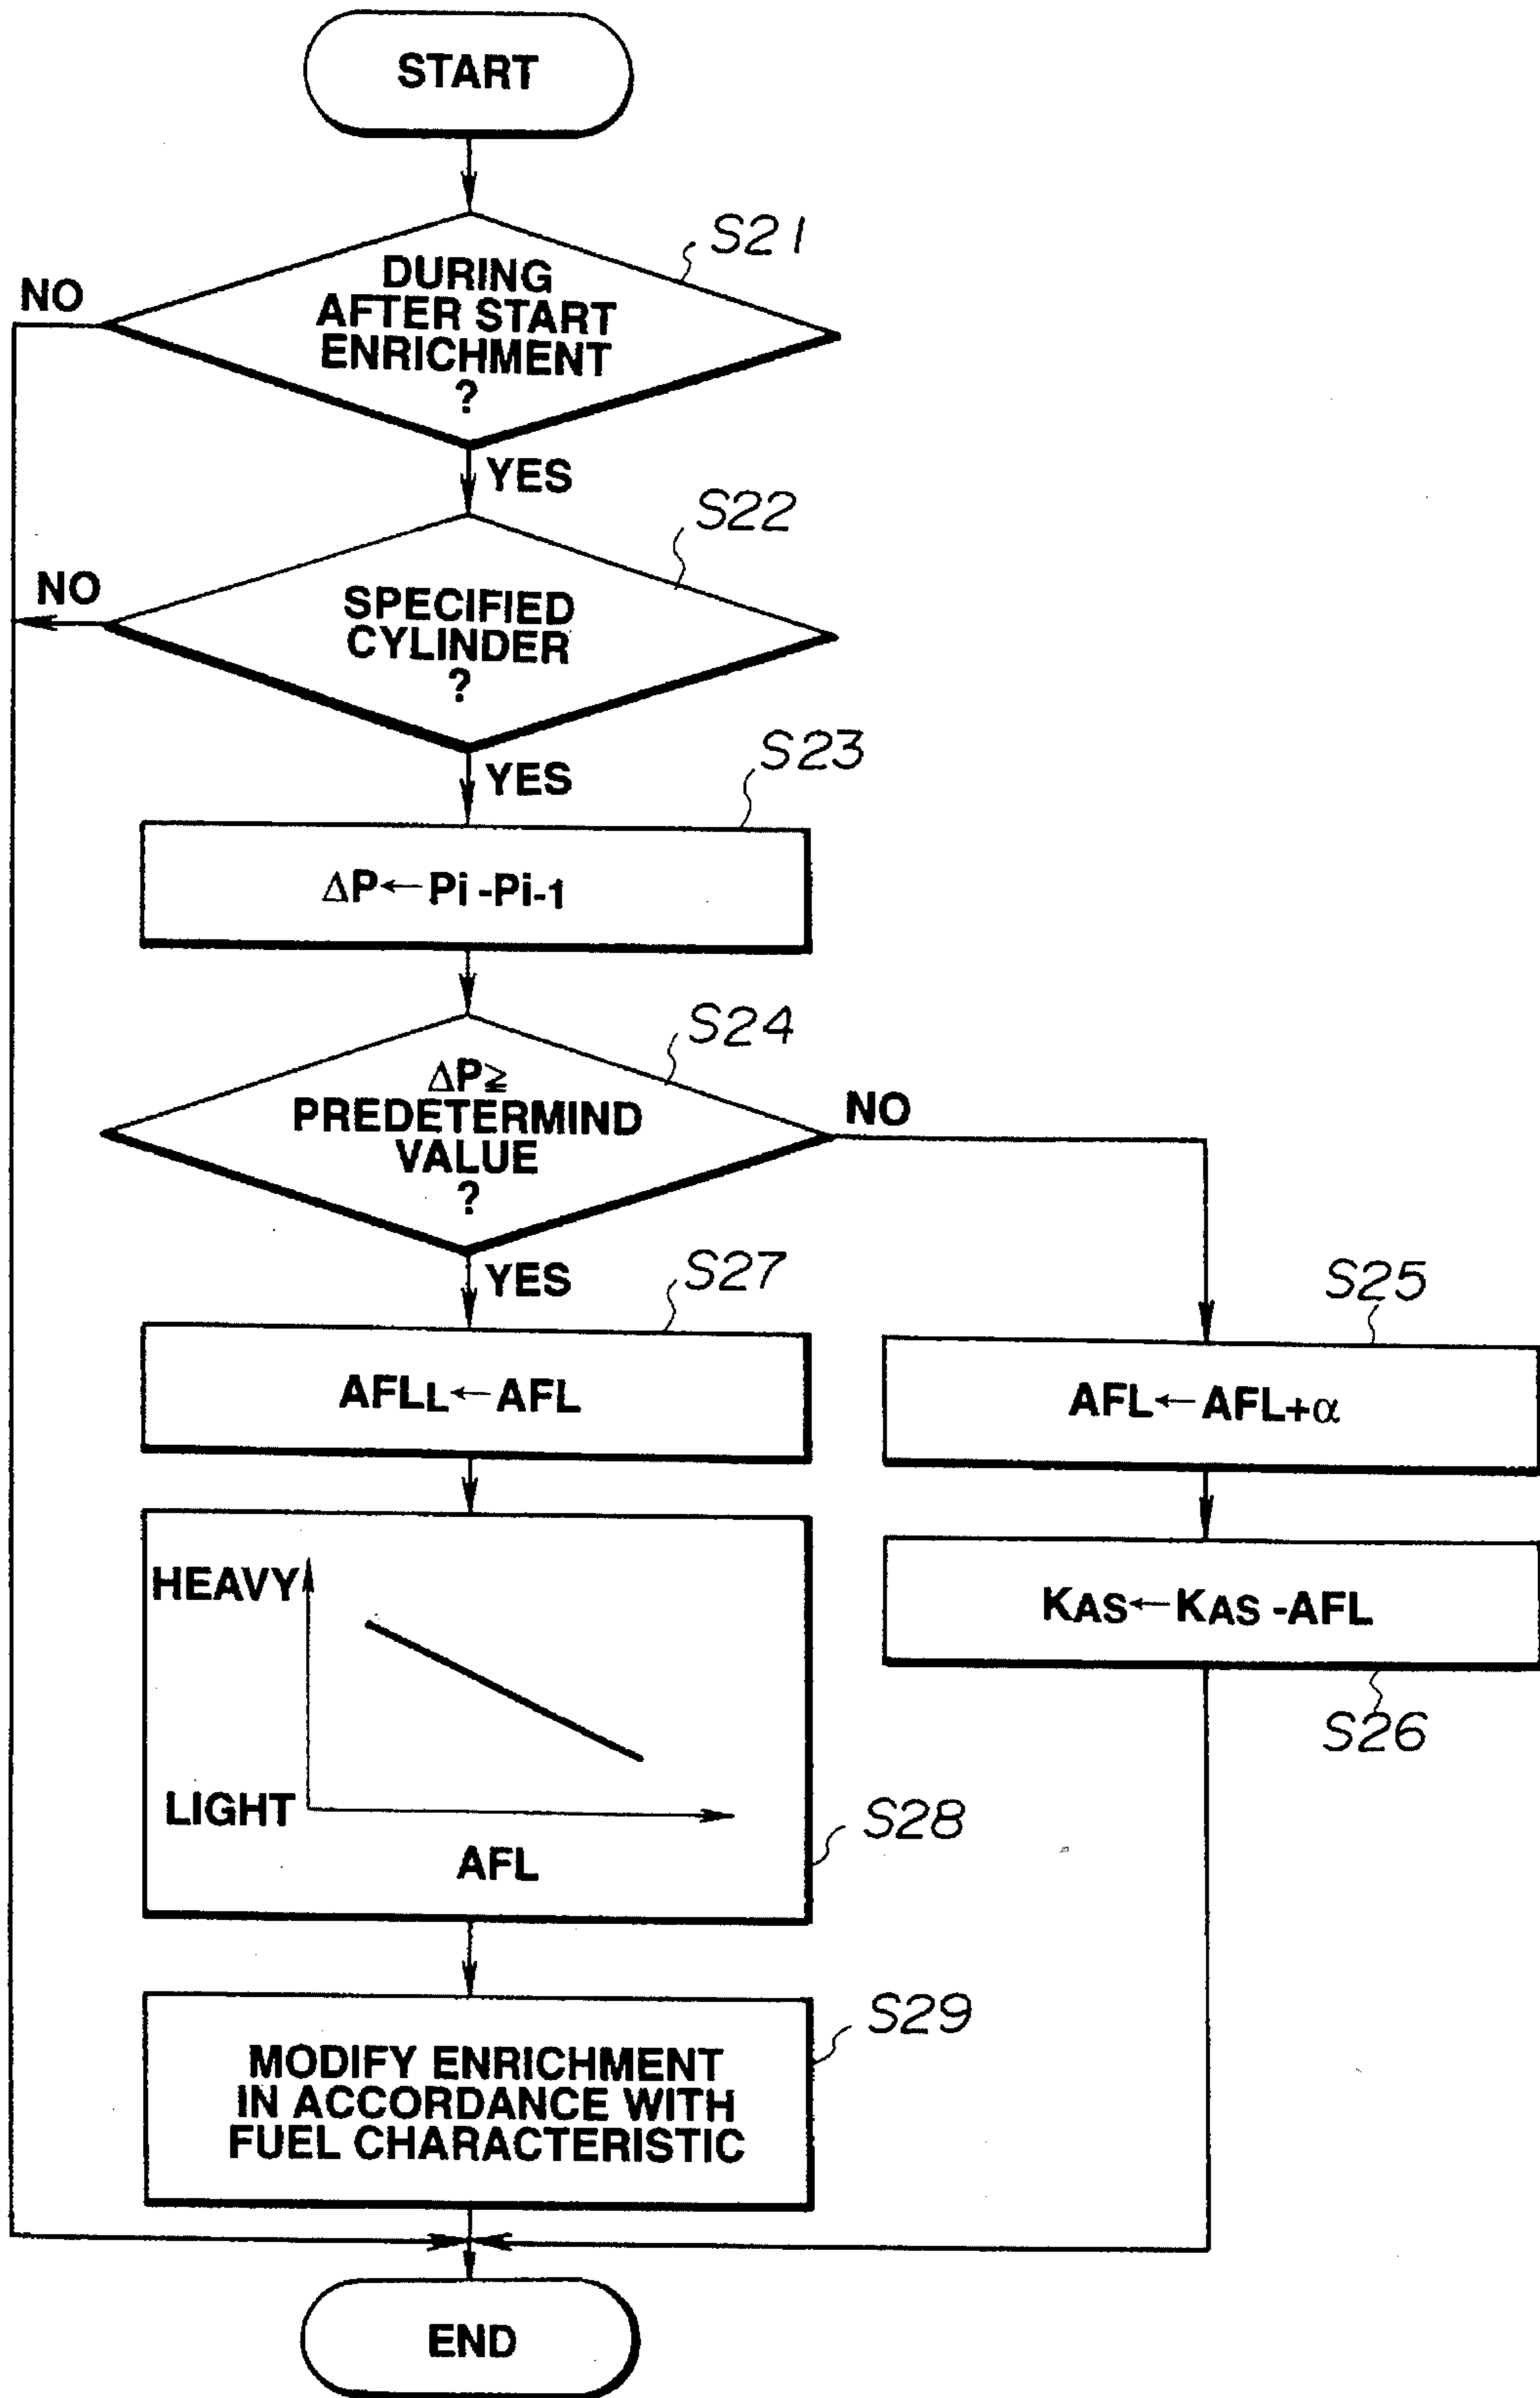 START
S21
DURING
AFTER START
ENRICHMENT
?
NO
YES
S22
SPECIFIED
CYLINDER
?
NO
YES
S23
ΔP←Pi -Pi-1
S24
ΔP≧
PREDETERMIND
VALUE
?
NO
YES
S27
AFLL←AFL
S25
AFL←AFL+α
KAS←KAS -AFL
S26
HEAVY
LIGHT
AFL
S28
S29
MODIFY ENRICHMENT
IN ACCORDANCE WITH
FUEL CHARACTERISTIC
END